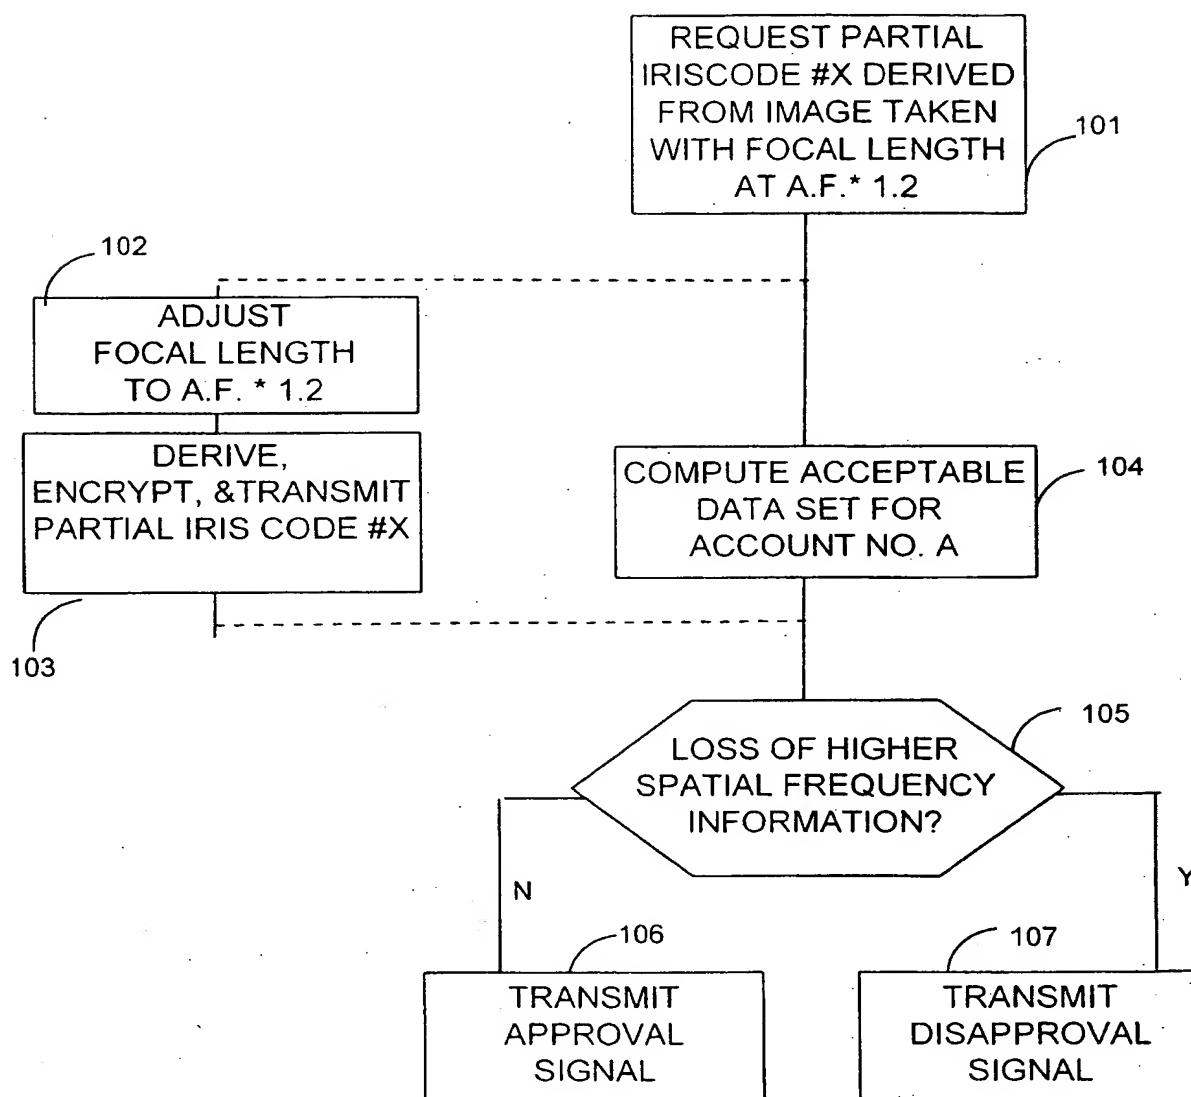 REQUEST PARTIAL
IRISCODE #X DERIVED
FROM IMAGE TAKEN
WITH FOCAL LENGTH
AT A.F.* 1.2
101
102
ADJUST
FOCAL LENGTH
TO A.F. * 1.2
DERIVE,
ENCRYPT, &TRANSMIT
PARTIAL IRIS CODE #X
103
COMPUTE ACCEPTABLE
DATA SET FOR
ACCOUNT NO. A
104
LOSS OF HIGHER
SPATIAL FREQUENCY
INFORMATION?
105
N
Y
106
TRANSMIT
APPROVAL
SIGNAL
107
TRANSMIT
DISAPPROVAL
SIGNAL